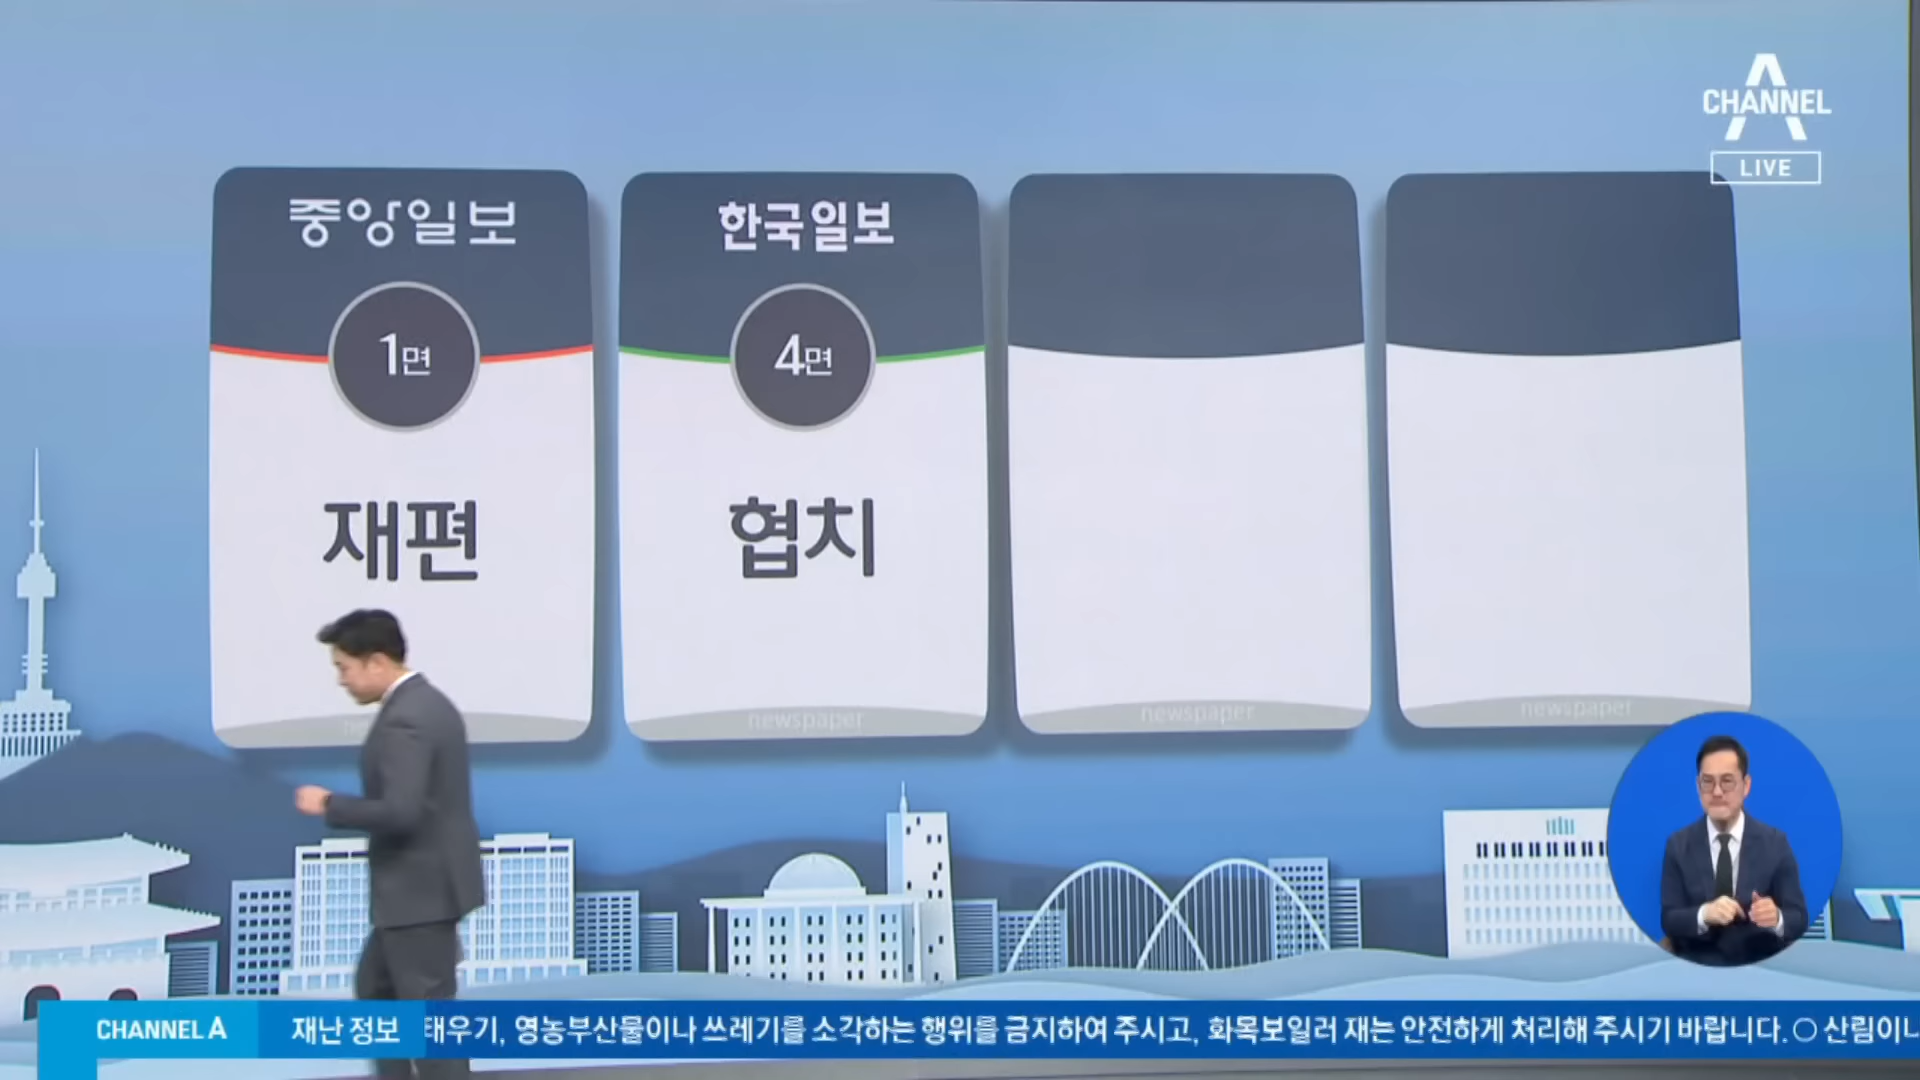 CHANNEL A
LIVE
중앙일보
1면
재편
한국일보
4면
협치
newspaper
newspaper
newspaper
CHANNEL A
재난 정보
태우기, 영농부산물이나 쓰레기를 소각하는 행위를 금지하여 주시고, 화목보일러 재는 안전하게 처리해 주시기 바랍니다. ○ 산림이나